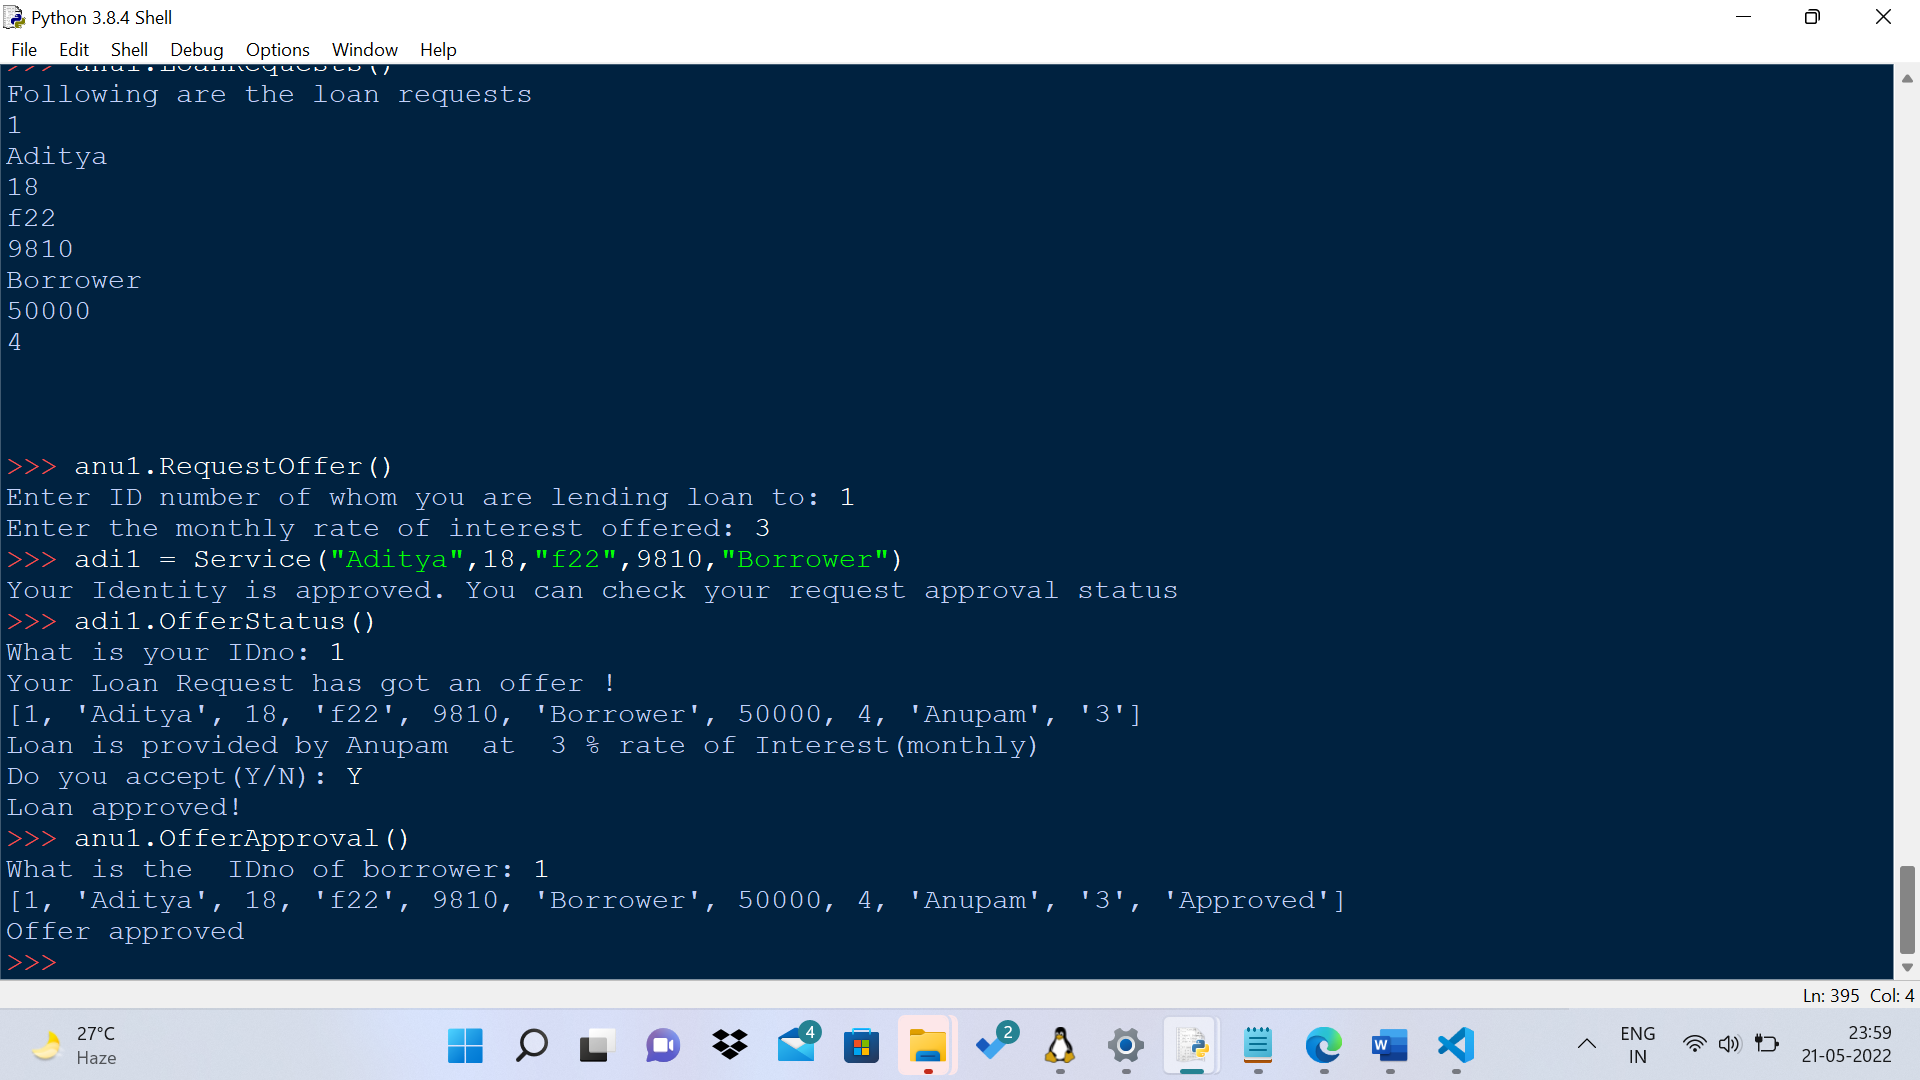 Python 3.8.4 Shell
File Edit Shell Debug Options Window Help
>>> anu1.LoanRequests()
Following are the loan requests
1
Aditya
18
f22
9810
Borrower
50000
4
>>> anu1.RequestOffer()
Enter ID number of whom you are lending loan to: 1
Enter the monthly rate of interest offered: 3
>>> adi1 = Service("Aditya",18,"f22",9810,"Borrower")
Your Identity is approved. You can check your request approval status
>>> adi1.OfferStatus()
What is your IDno: 1
Your Loan Request has got an offer !
[1, 'Aditya', 18, 'f22', 9810, 'Borrower', 50000, 4, 'Anupam', '3']
Loan is provided by Anupam  at  3 % rate of Interest(monthly)
Do you accept(Y/N): Y
Loan approved!
>>> anu1.OfferApproval()
What is the  IDno of borrower: 1
[1, 'Aditya', 18, 'f22', 9810, 'Borrower', 50000, 4, 'Anupam', '3', 'Approved']
Offer approved
>>>
Ln: 395 Col: 4
27°C
Haze
4
2
W
ENG
IN
23:59
21-05-2022